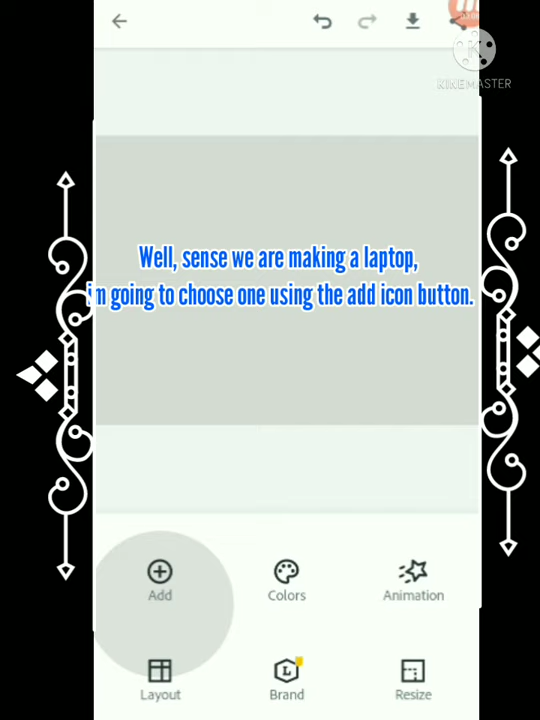 KINEMASTER
Well, sense we are making a laptop,
im going to choose one using the add icon button.
Add
Colors
Animation
Layout
Brand
Resize